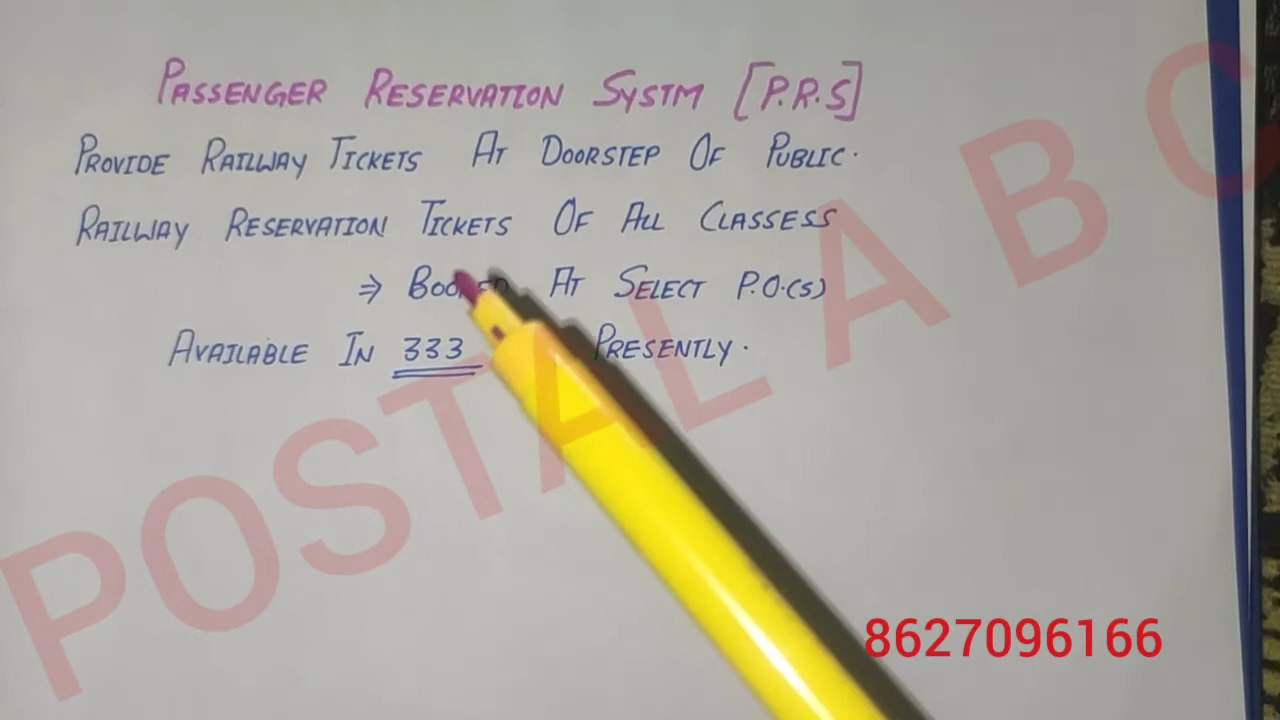 PASSENGER RESERVATION SYSTM [P.R.S]
PROVIDE RAILWAY TICKETS AT DOORSTEP OF PUBLIC.
RAILWAY RESERVATION TICKETS OF ALL CLASSESS
⇒ AT SELECT P.O.(S)
AVAILABLE IN 333 PRESENTLY.
POSTAL ABC
8627096166